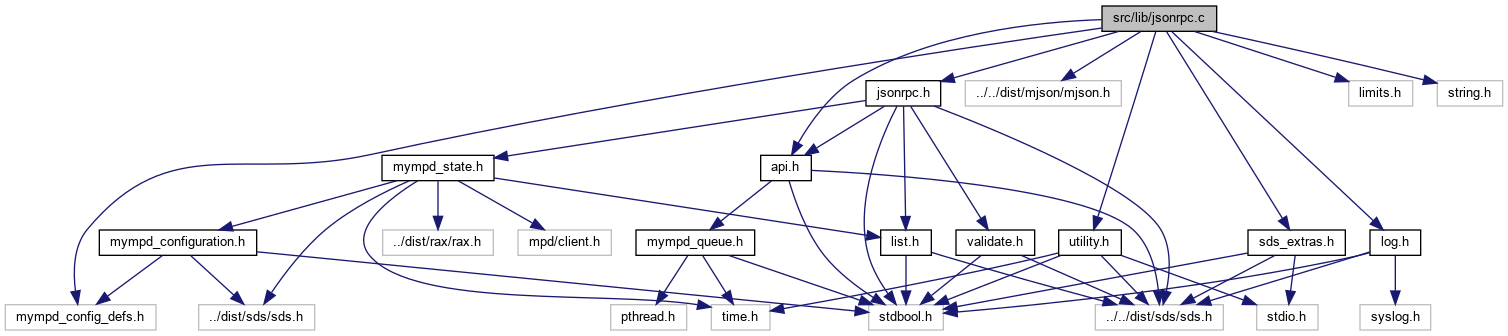 src/lib/jsonrpc.c
jsonrpc.h
../../dist/mjson/mjson.h
limits.h
string.h
mympd_state.h
api.h
mympd_configuration.h
../dist/rax/rax.h
mpd/client.h
mympd_queue.h
list.h
validate.h
utility.h
sds_extras.h
log.h
mympd_config_defs.h
../dist/sds/sds.h
pthread.h
time.h
stdbool.h
../../dist/sds/sds.h
stdio.h
syslog.h